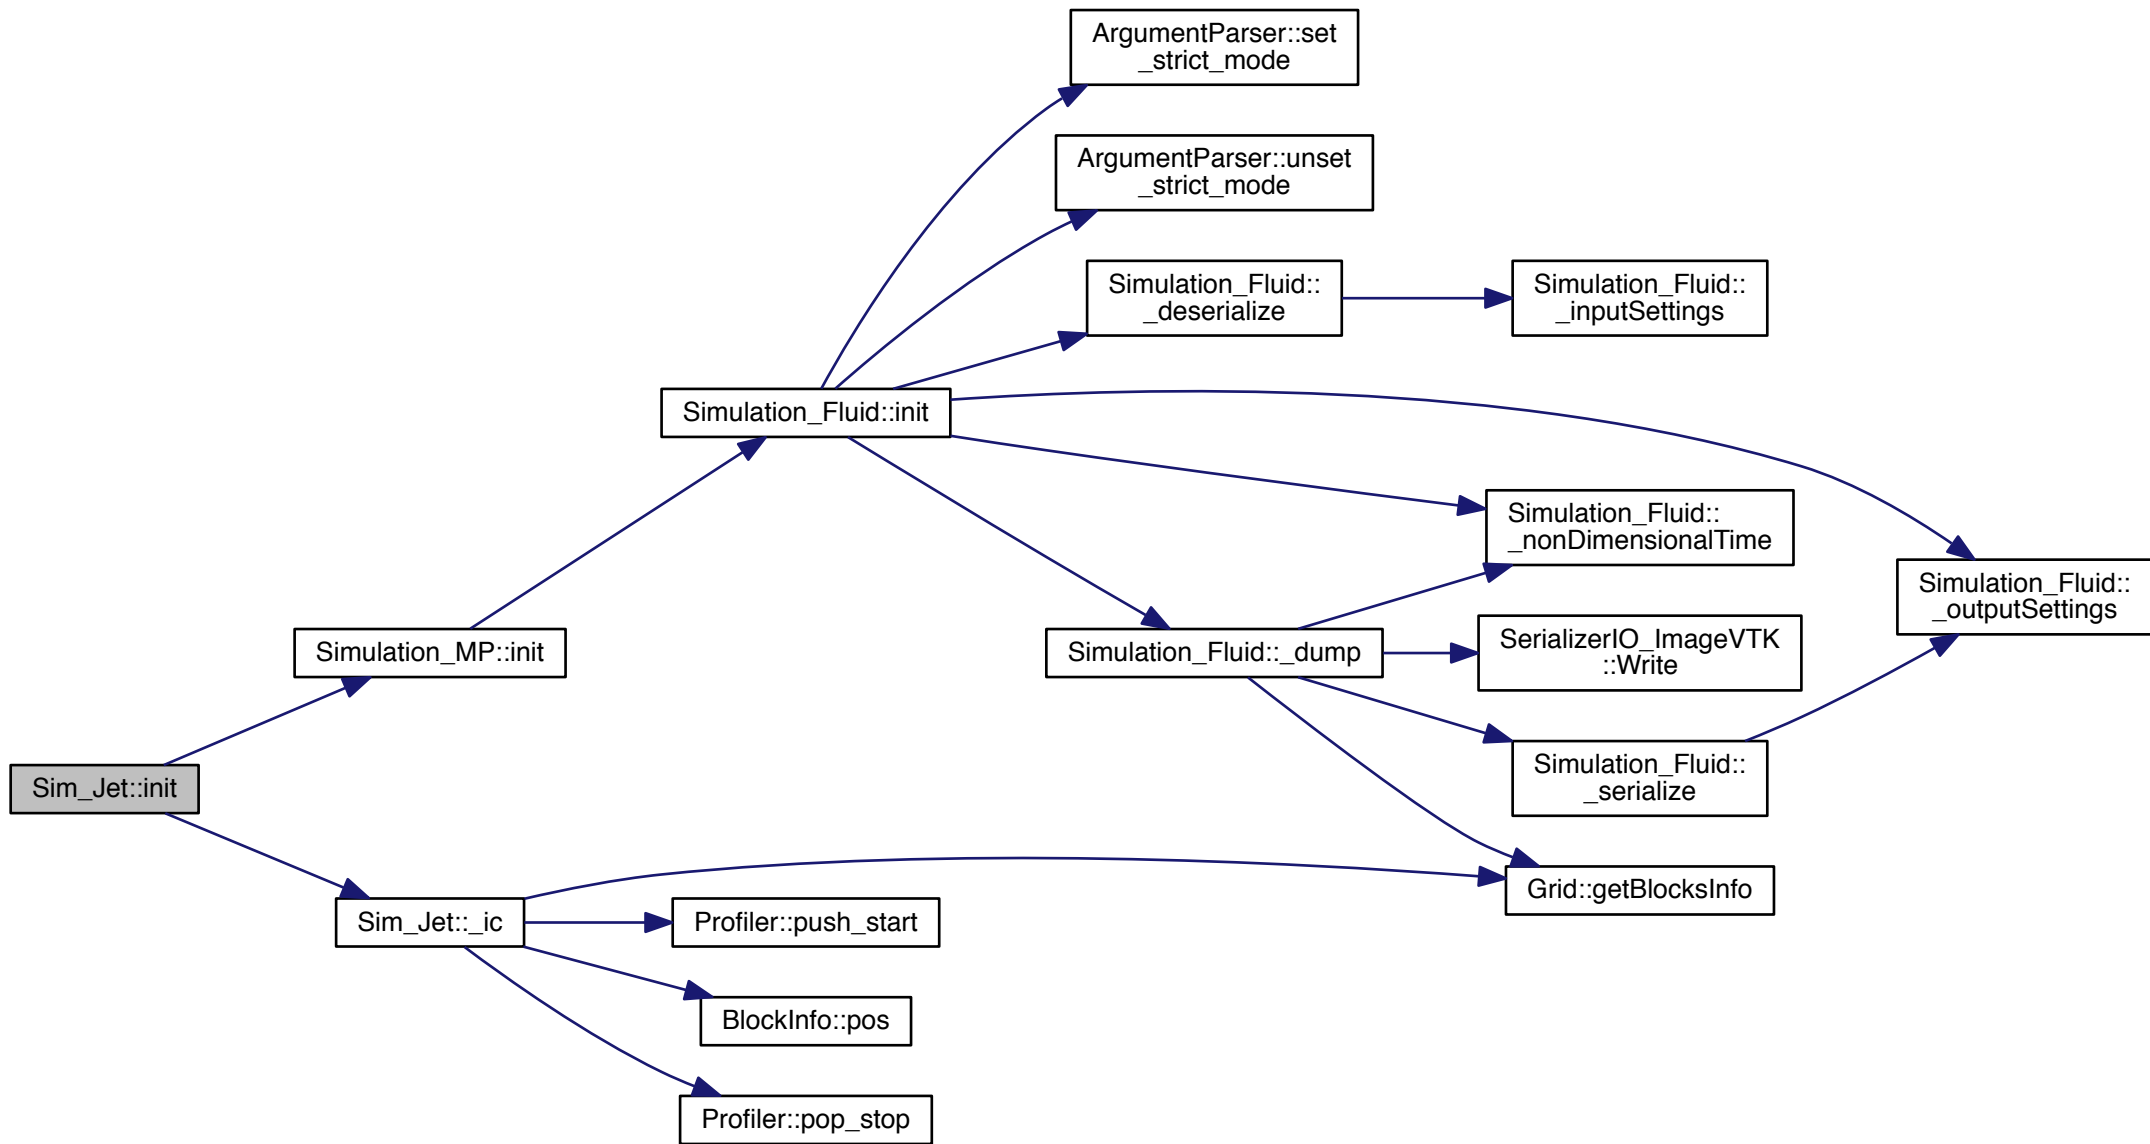 ArgumentParser::set
_strict_mode
ArgumentParser::unset
_strict_mode
Simulation_Fluid::
_deserialize
Simulation_Fluid::
_inputSettings
Simulation_Fluid::init
Simulation_Fluid::
_nonDimensionalTime
Simulation_Fluid::
_outputSettings
Simulation_MP::init
Simulation_Fluid::_dump
SerializerIO_ImageVTK
::Write
Sim_Jet::init
Simulation_Fluid::
_serialize
Grid::getBlocksInfo
Sim_Jet::_ic
Profiler::push_start
BlockInfo::pos
Profiler::pop_stop